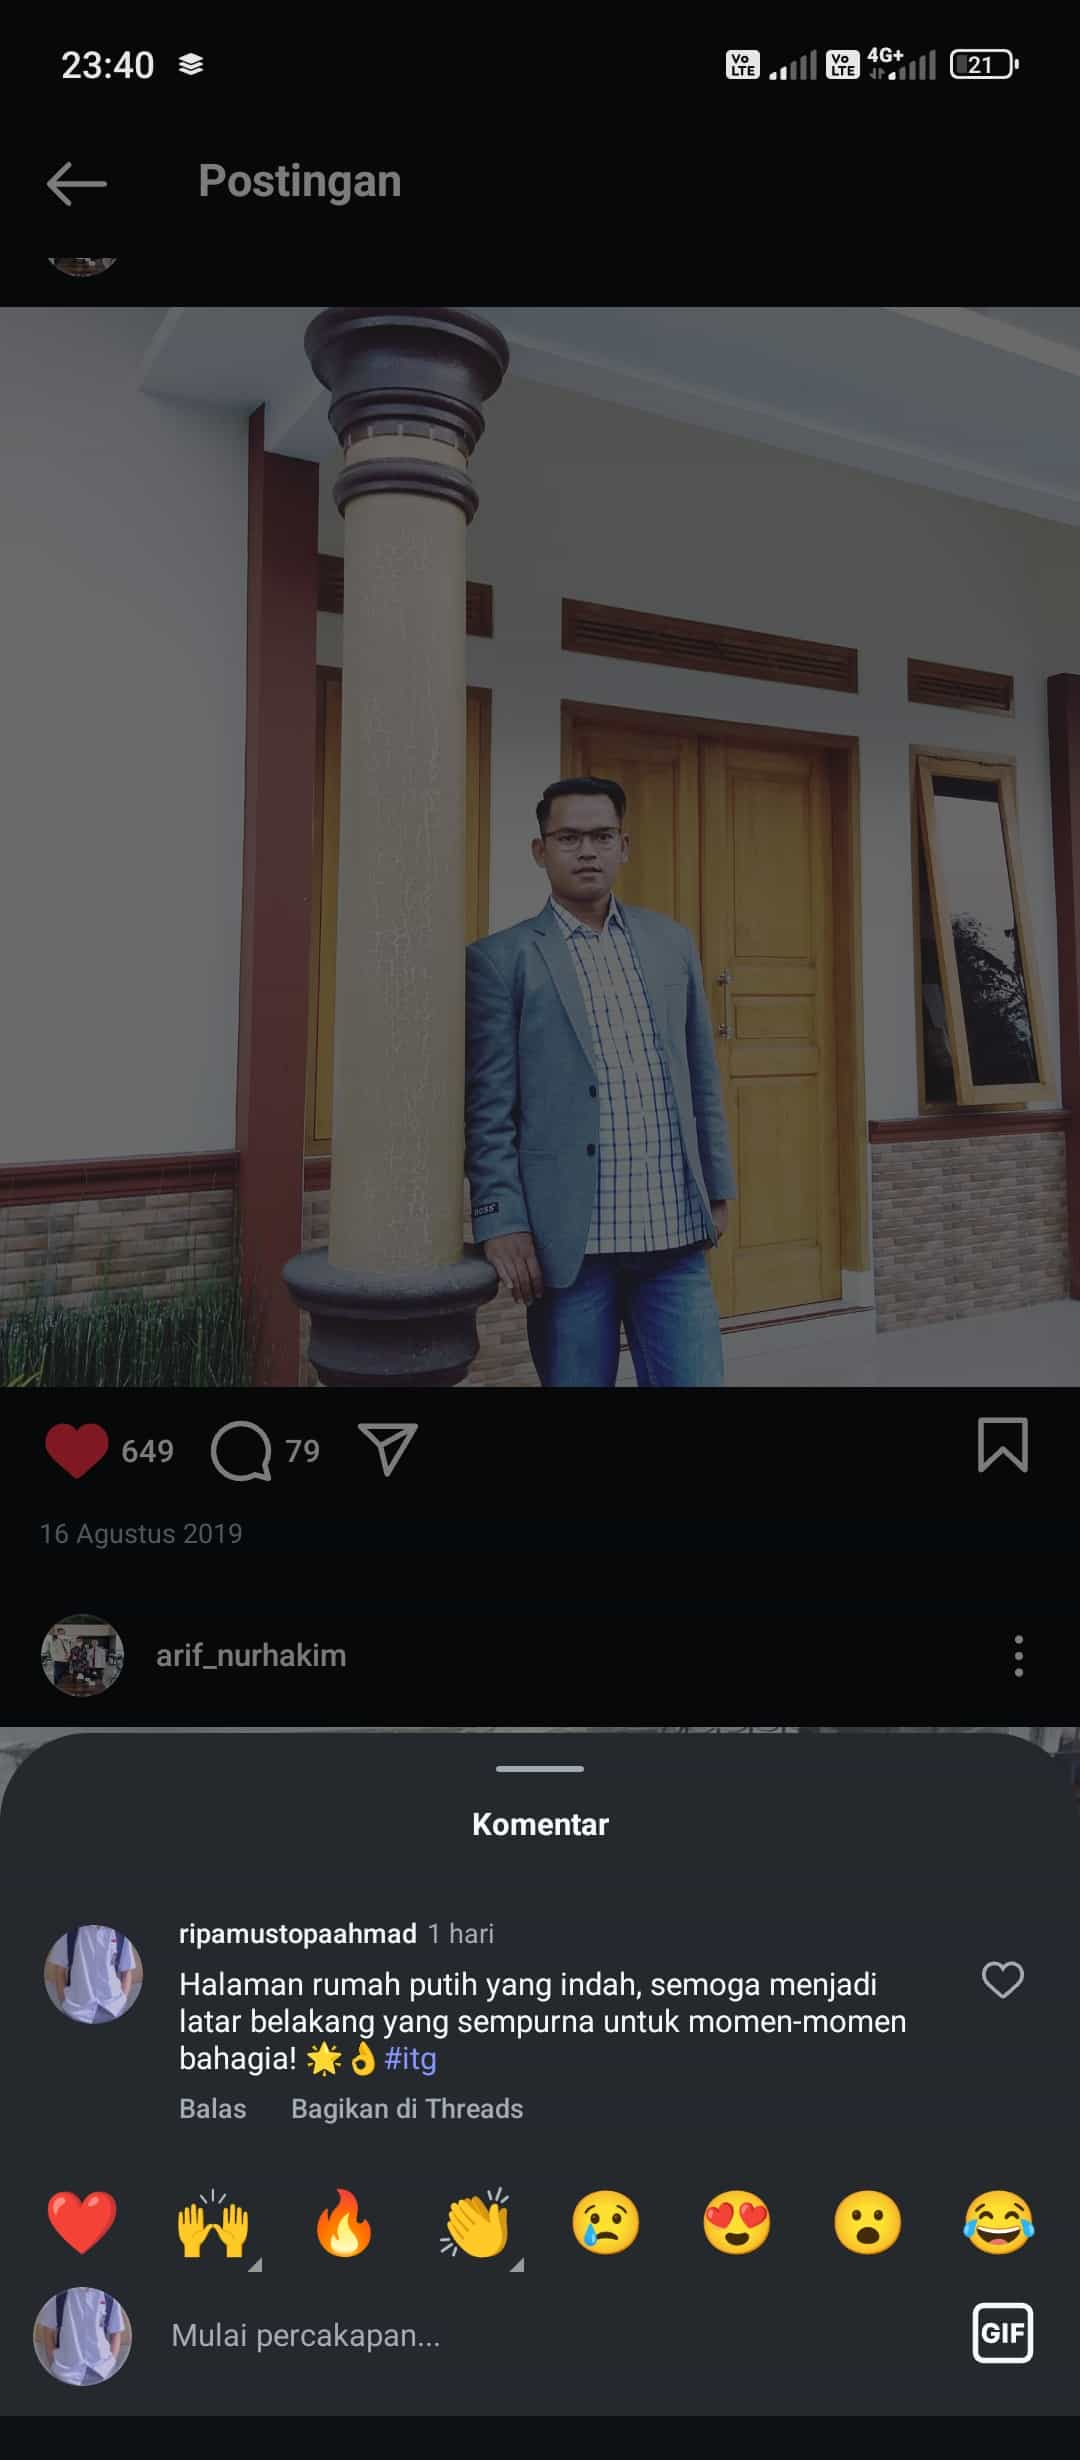 23:40
Vo LTE
Vo LTE
4G+
21
Postingan
BOSS
649
79
16 Agustus 2019
arif_nurhakim
Komentar
ripamustopaahmad 1 hari
Halaman rumah putih yang indah, semoga menjadi
latar belakang yang sempurna untuk momen-momen
bahagia! 🌟👌 #itg
Balas Bagikan di Threads
Mulai percakapan...
GIF